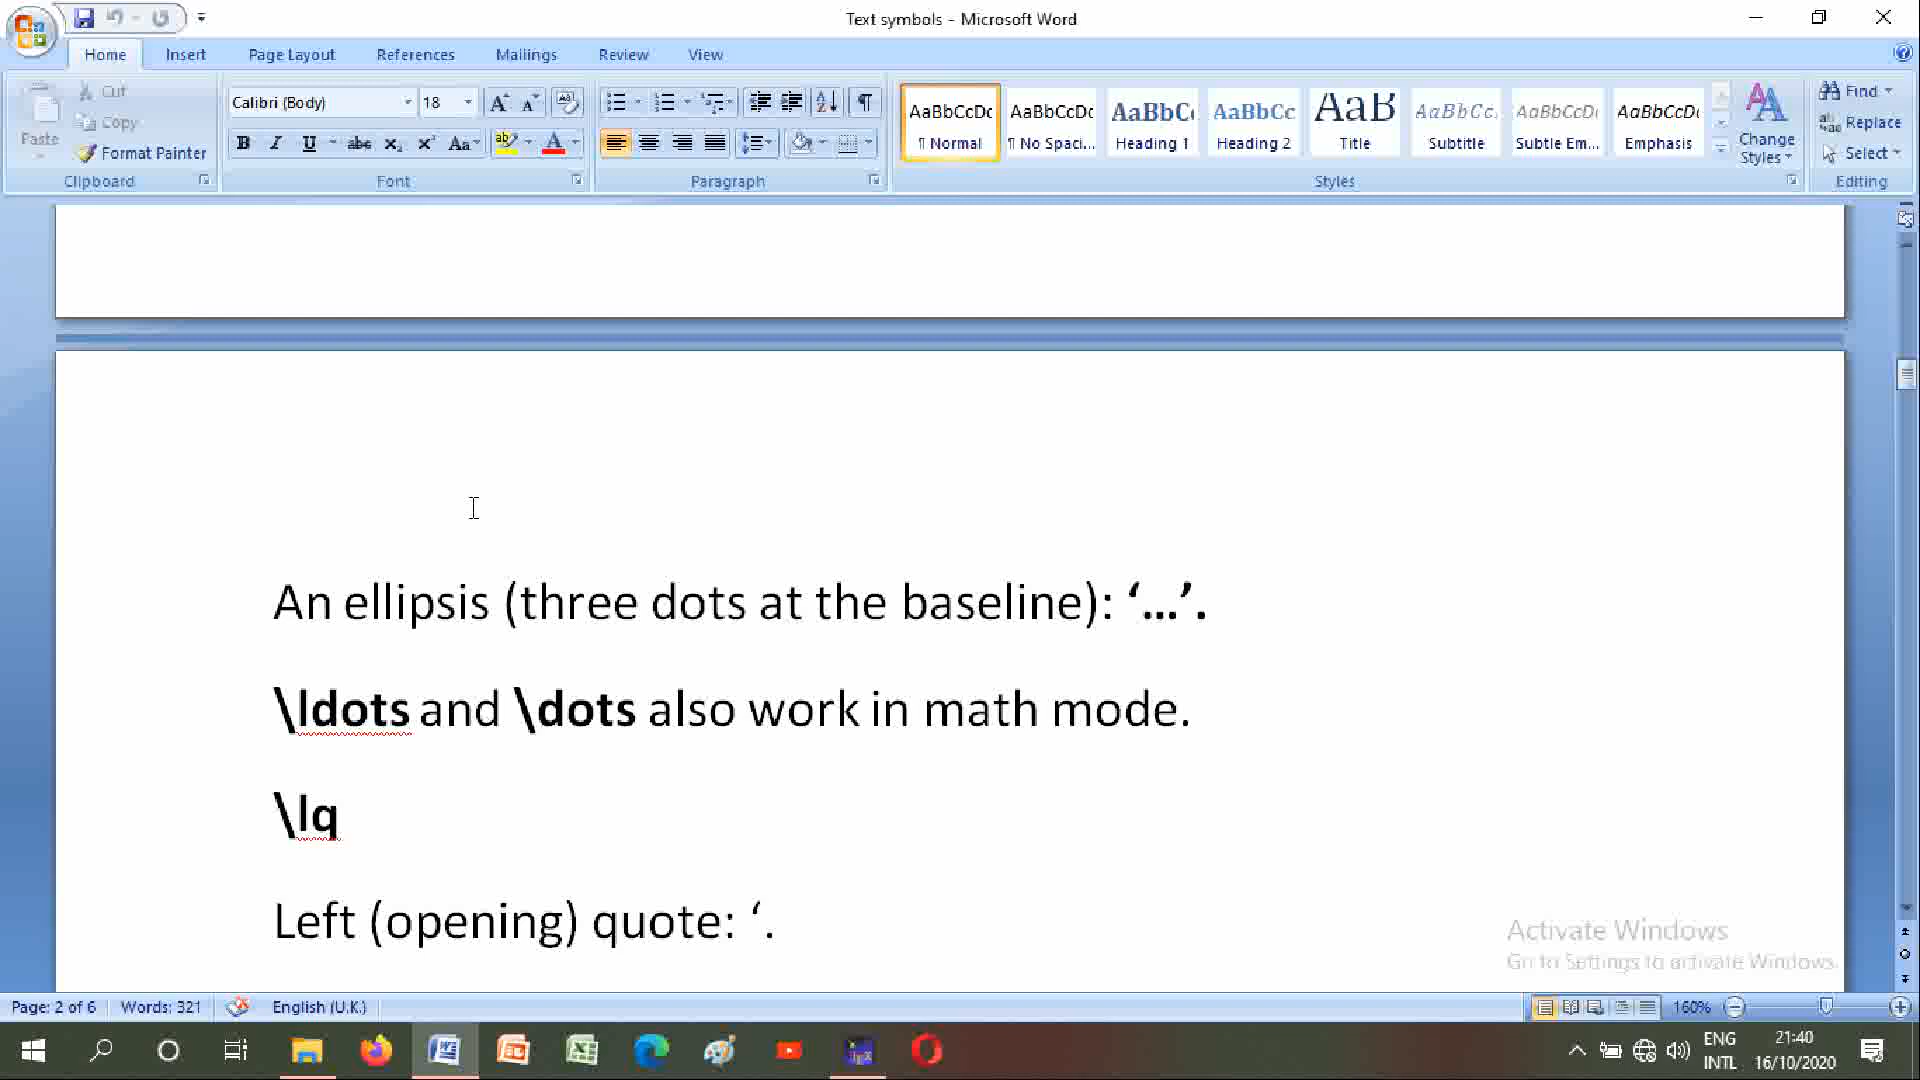 Text symbols - Microsoft Word
Home Insert Page Layout References Mailings Review View
Paste
Cut
Copy
Format Painter
Clipboard
Calibri (Body) 18
Font
Paragraph
AaBbCcDc AaBbCcDc AaBbC AaBbCc AaB AaBbCc. AaBbCcDi AaBbCcDi
¶ Normal ¶ No Spaci... Heading 1 Heading 2 Title Subtitle Subtle Em... Emphasis
Styles
Change Styles
Find
Replace
Select
Editing
An ellipsis (three dots at the baseline): ‘…’.
\ldots and \dots also work in math mode.
\lq
Left (opening) quote: ‘.
Activate Windows
Go to Settings to activate Windows.
Page: 2 of 6 Words: 321 English (U.K.) 160%
ENG 21:40
INTL 16/10/2020